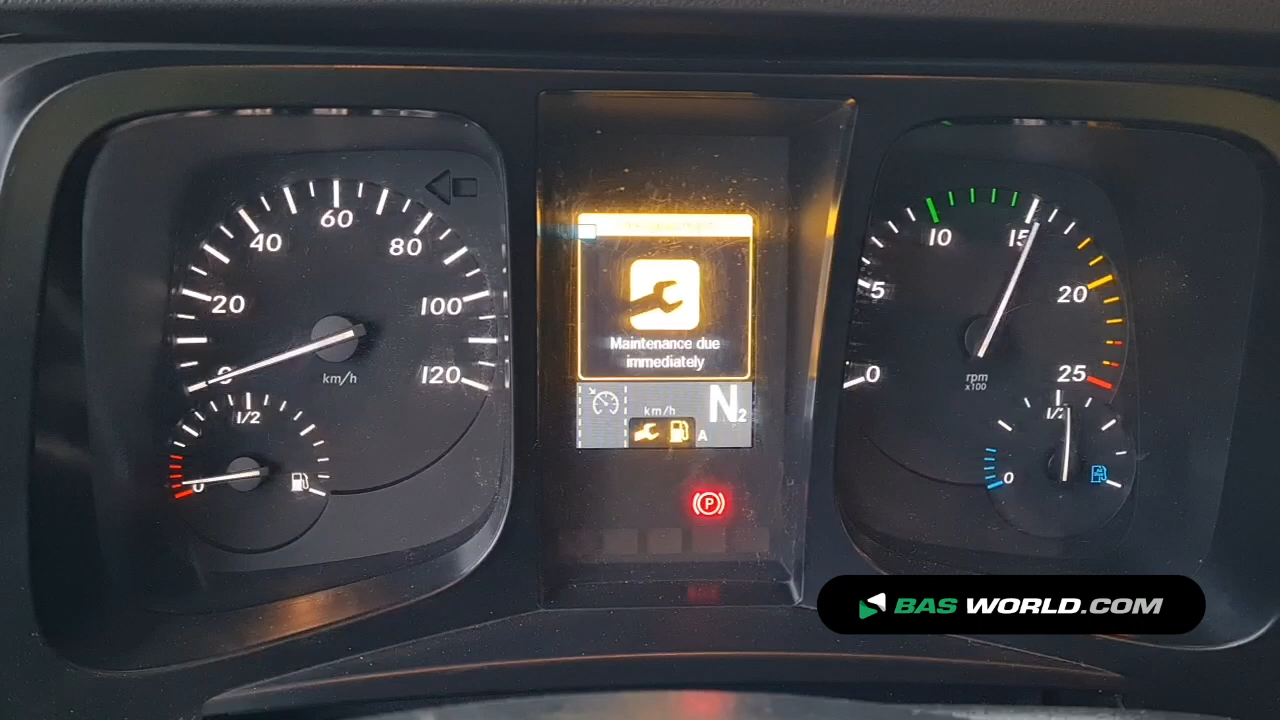 0
20
40
60
80
100
120
km/h
0
1/2
Maintenance due
immediately
km/h
N2
A
P
0
5
10
15
20
25
rpm
x100
0
1/2
BAS WORLD.COM